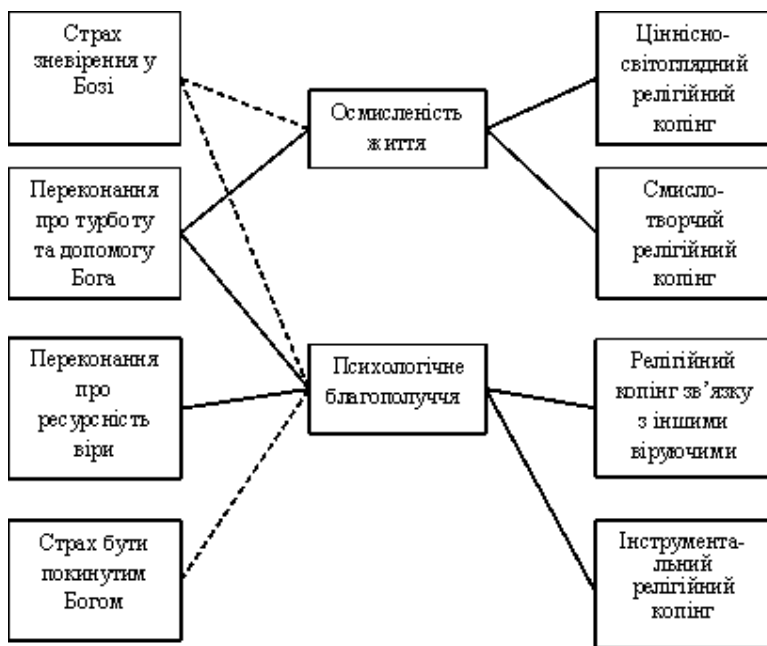 Страх
зневірення у
Бозі
Переконання
про турботу
та допомогу
Бога
Переконання
про
ресурсність
віри
Страх бути
покинутим
Богом
Осмисленість
життя
Психологічне
благополуччя
Ціннісно-
світоглядний
релігійний
копінг
Смисло-
творчий
релігійний
копінг
Релігійний
копінг зв’язку
з іншими
віруючими
Інструмента-
льний
релігійний
копінг